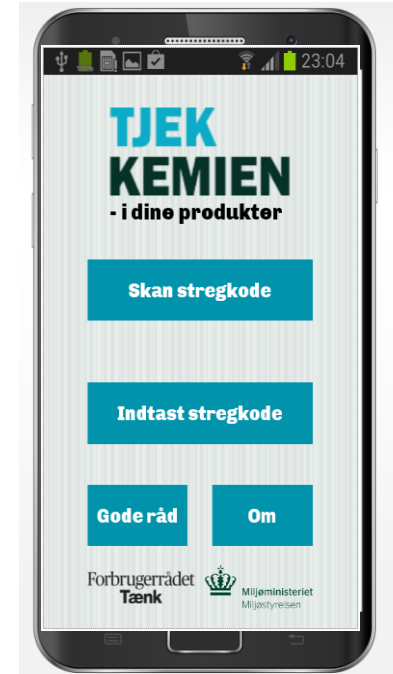 23:04
TJEK
KEMIEN
- i dine produkter
Skan stregkode
Indtast stregkode
Gode råd
Om
Forbrugerrådet
Tænk
Miljøministeriet
Miljøstyrelsen